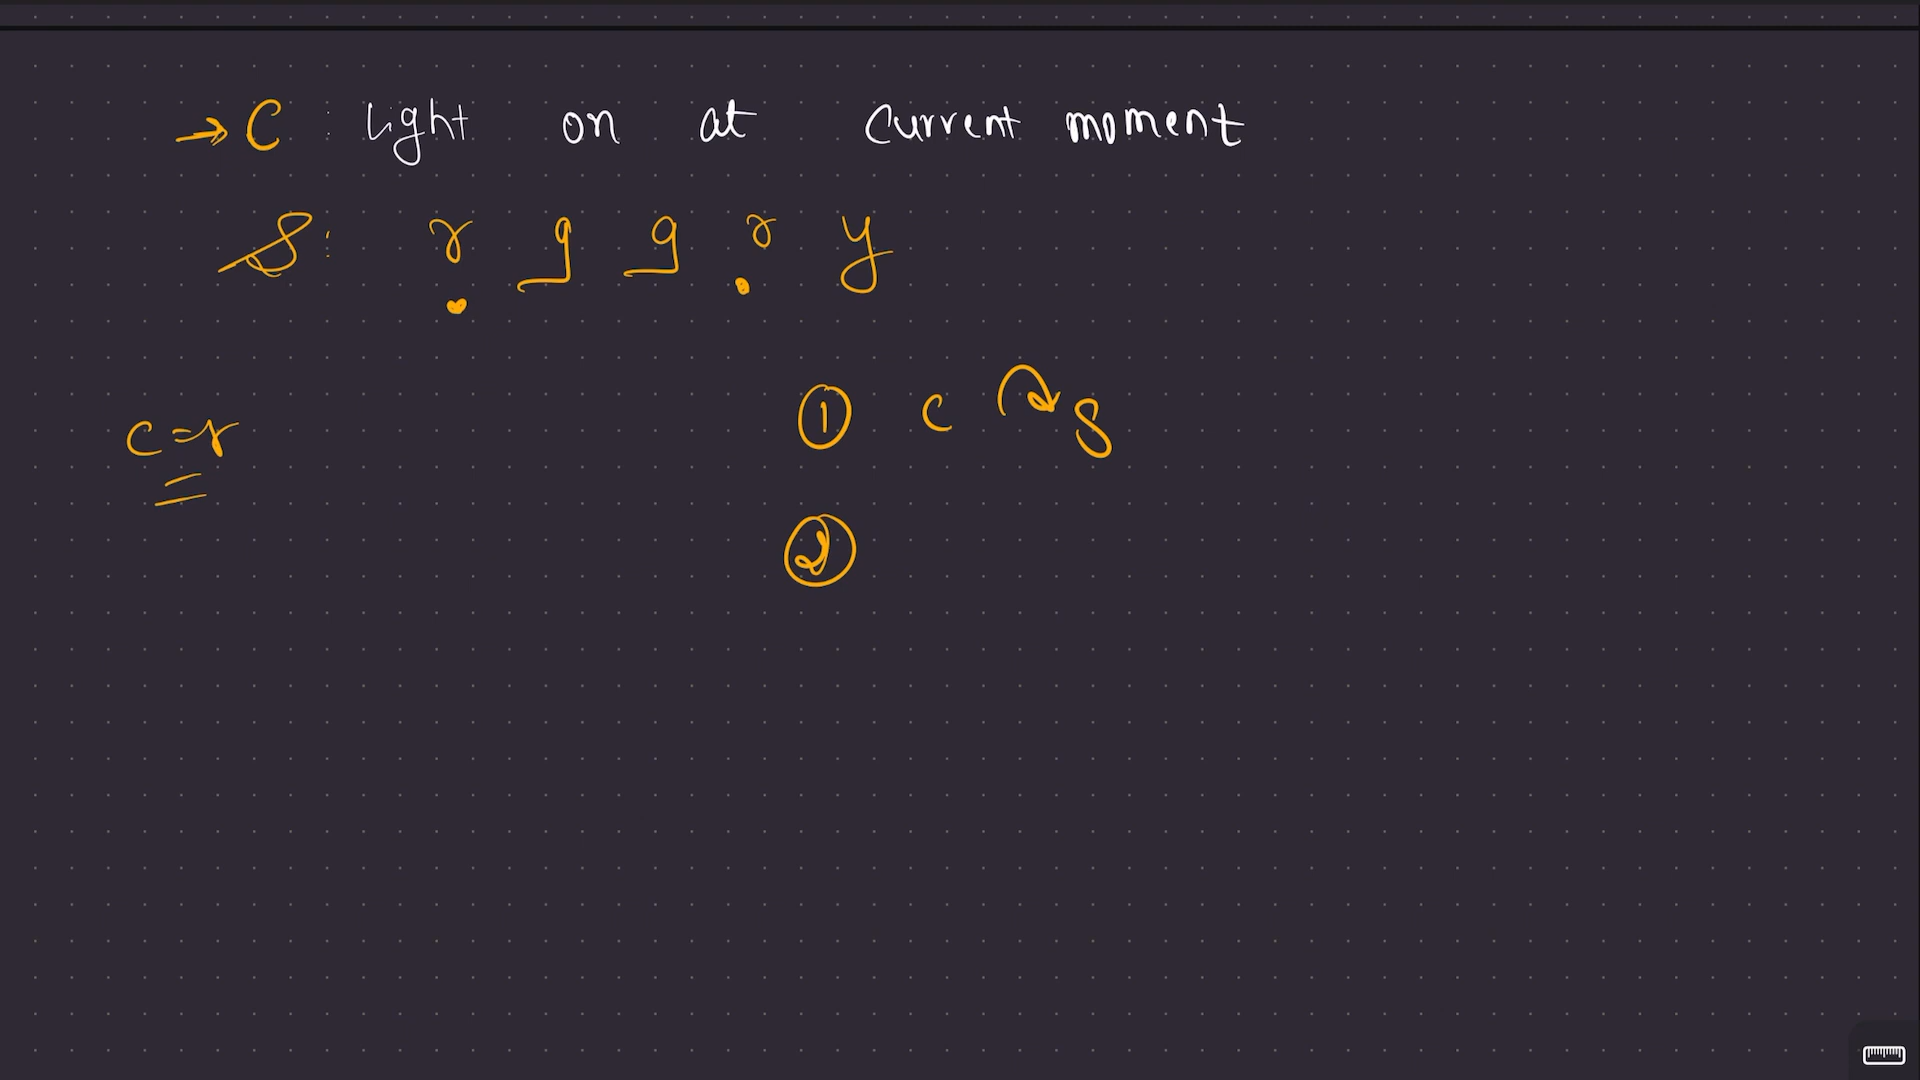 → C : Light on at current moment
S: r g g r y
① C ↷ S
C = r
②